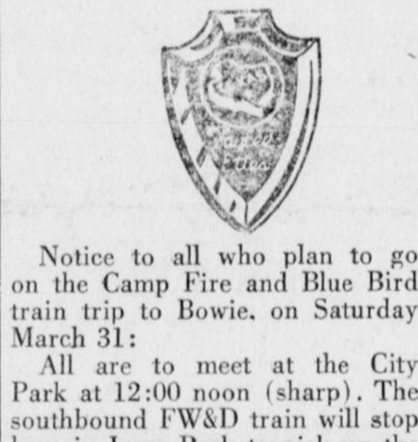 Notice to all who plan to go
on the Camp Fire and Blue Bird
train trip to Bowie, on Saturday
March 31:
All are to meet at the City
Park at 12:00 noon (sharp). The
southbound FW&D train will stop